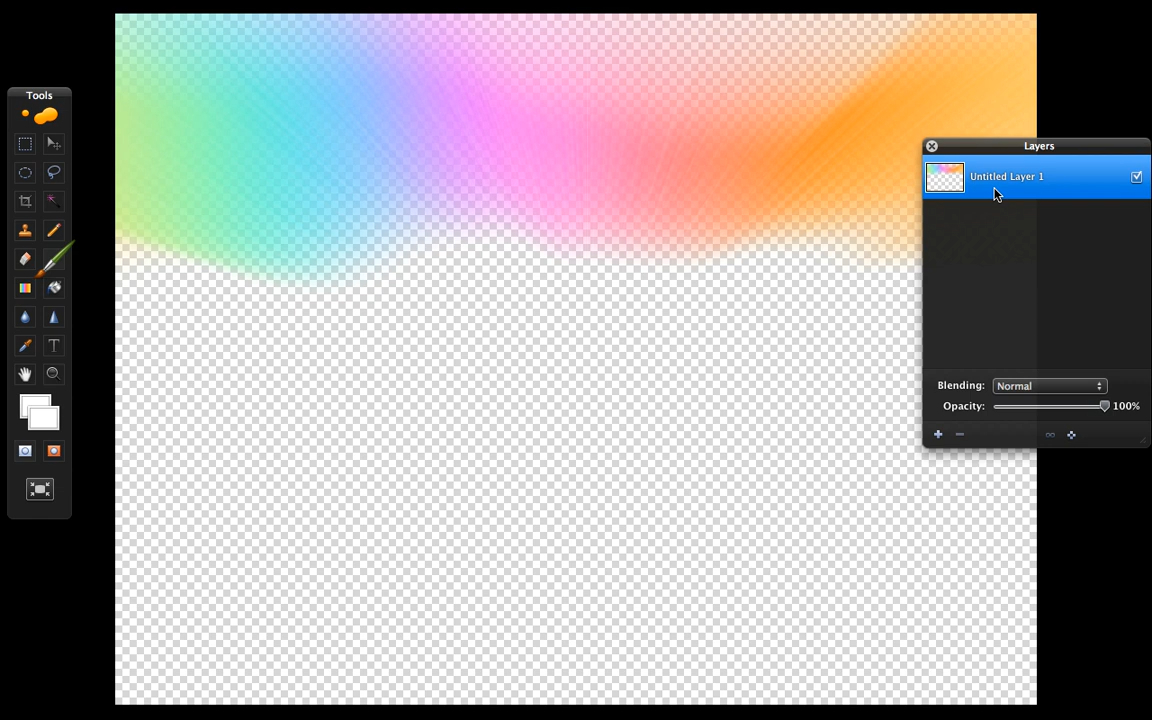 Tools
T
Layers
Untitled Layer 1
Blending: Normal
Opacity: 100%